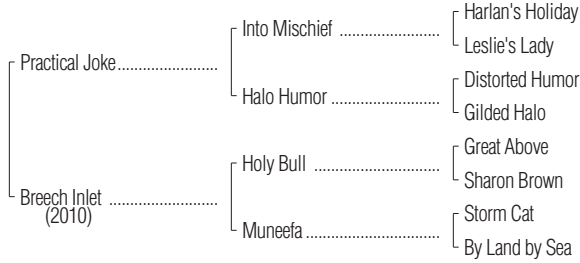 Harlan's Holiday
Into Mischief
Leslie's Lady
Practical Joke
Distorted Humor
Halo Humor
Gilded Halo
Great Above
Holy Bull
Sharon Brown
Breech Inlet
(2010)
Storm Cat
Muneefa
By Land by Sea